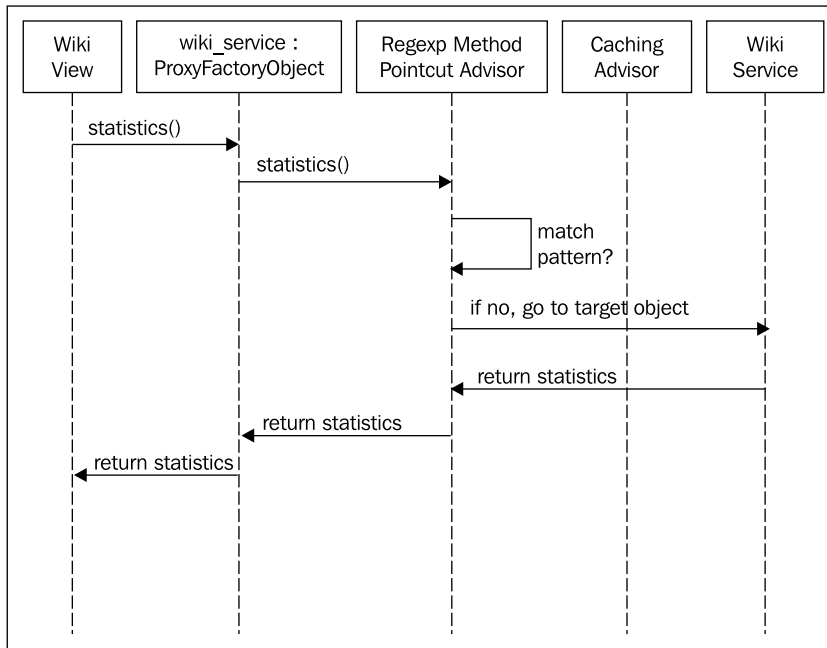 Wiki
View
wiki_service :
ProxyFactoryObject
Regexp Method
Pointcut Advisor
Caching
Advisor
Wiki
Service
statistics()
statistics()
match
pattern?
if no, go to target object
return statistics
return statistics
return statistics